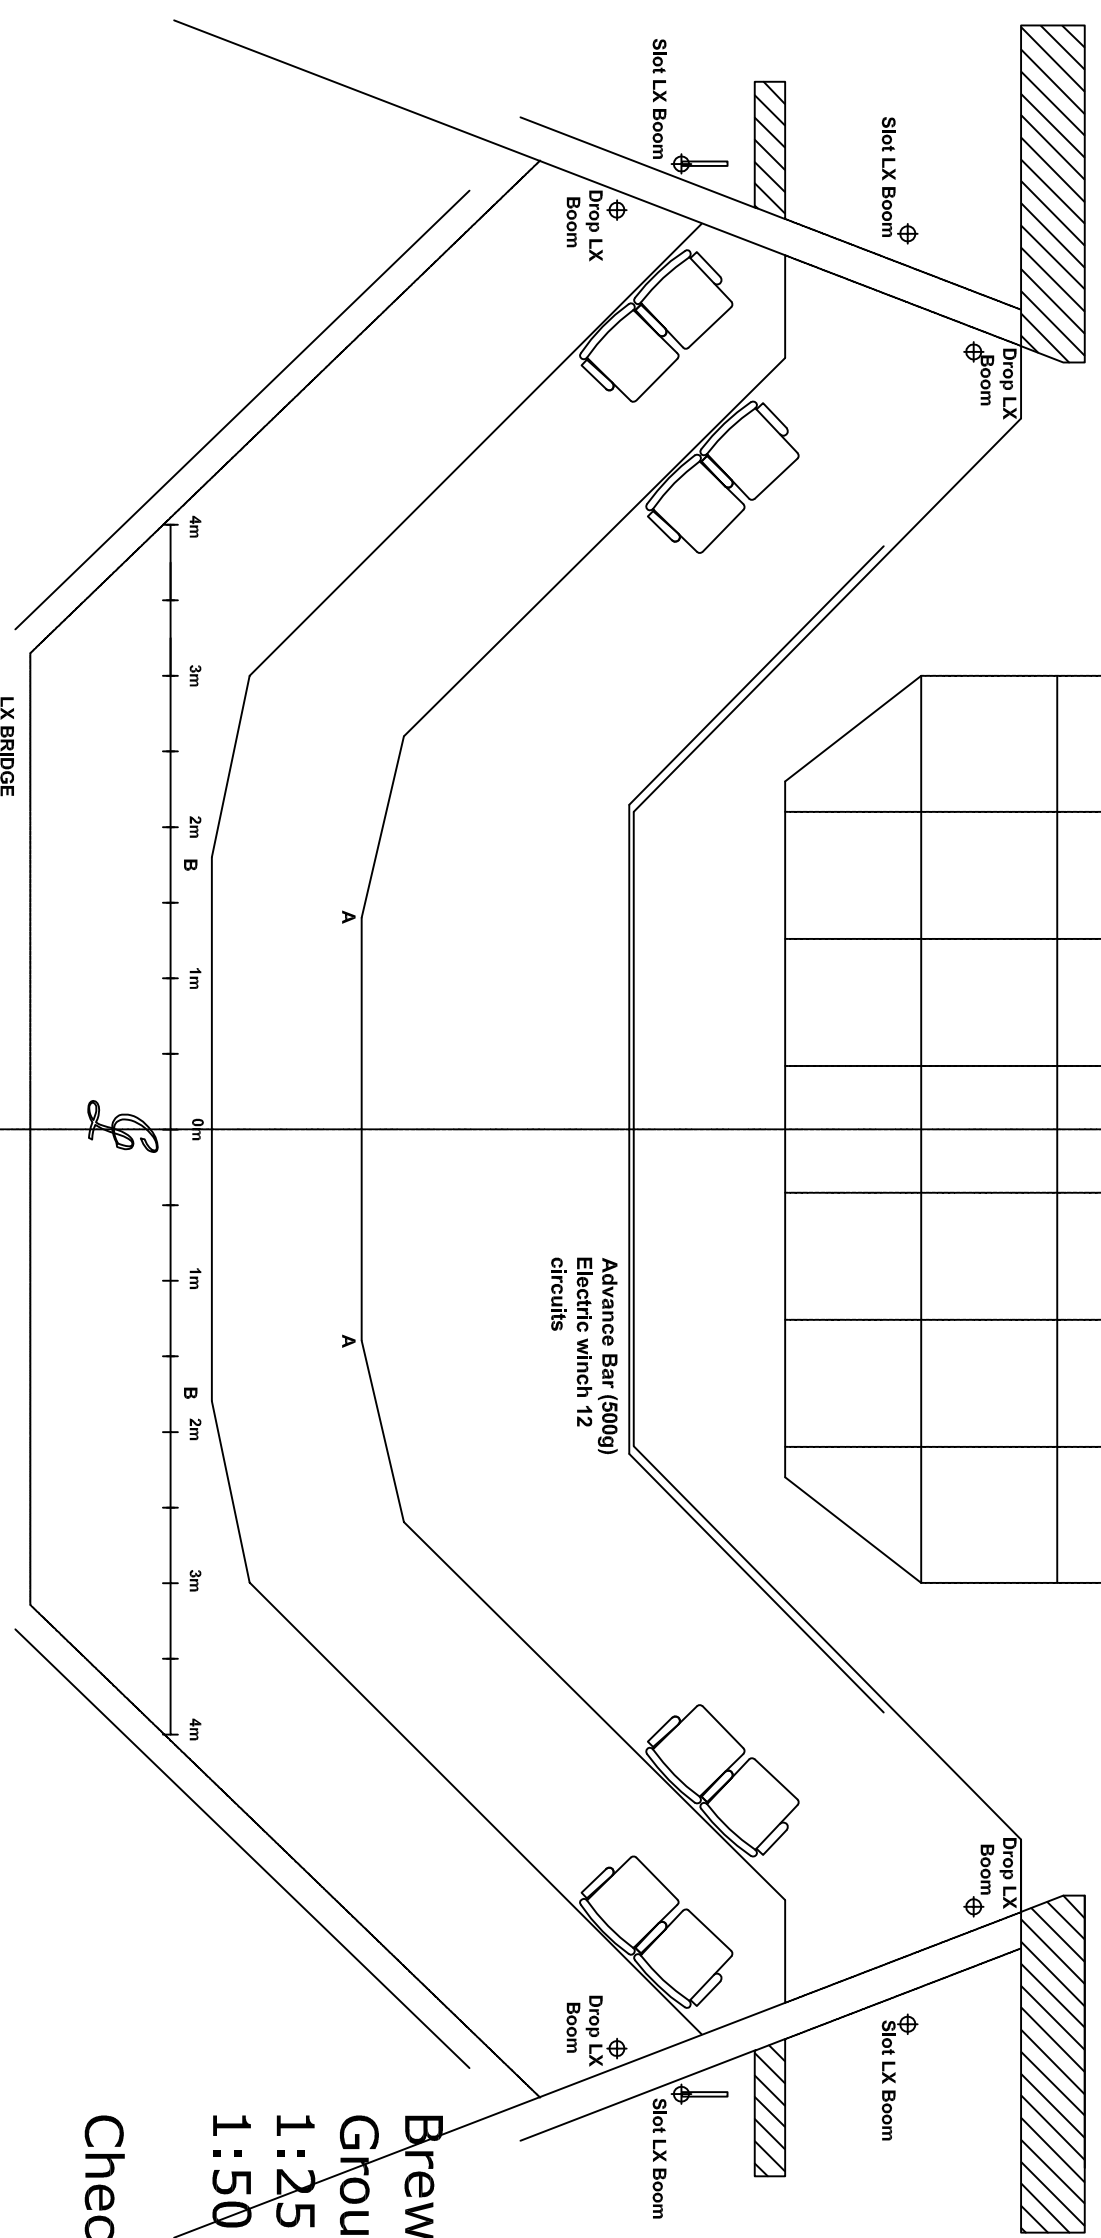 Drop LX
Boom
Drop LX
Boom
Slot LX Boom
Slot LX Boom
Slot LX Boom
Slot LX Boom
Drop LX
Boom
Advance Bar (500g)
Electric winch 12
circuits
Drop LX
Boom
A
A
4m
3m
2m
1m
0m
1m
2m
3m
4m
B
B
CL
LX BRIDGE
Brew
Grou
1:25
1:50
Chec